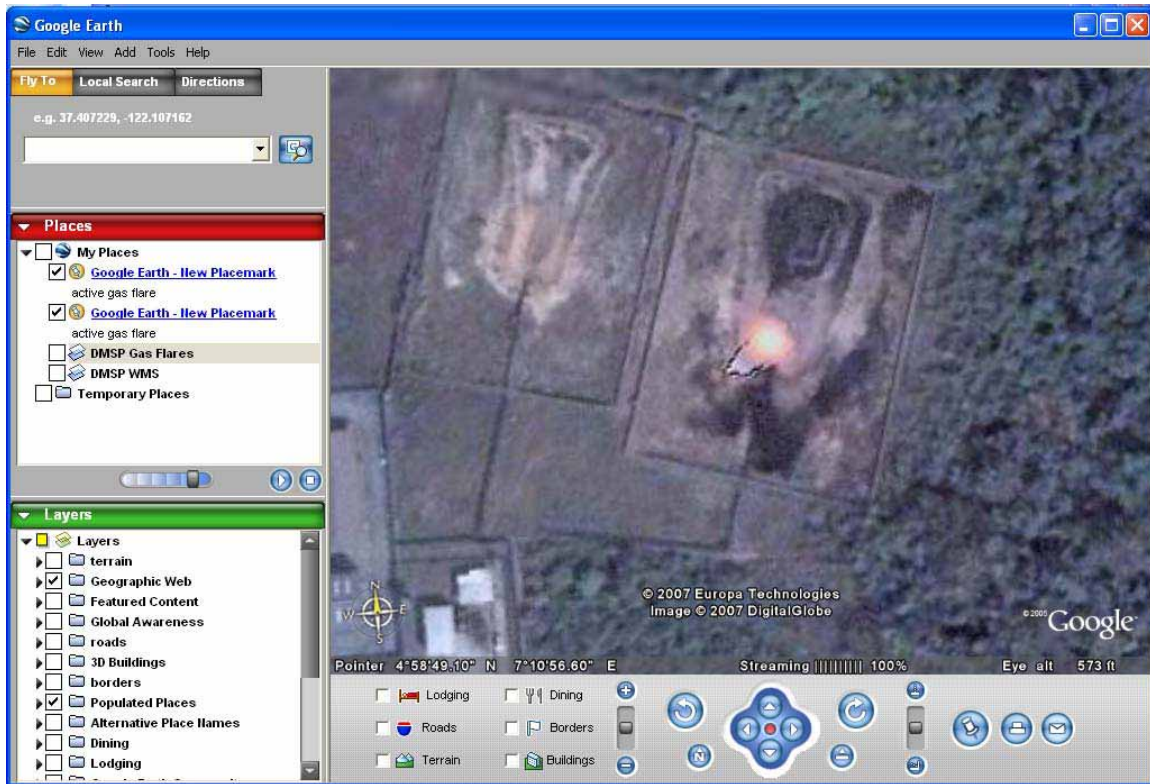 Google Earth
File Edit View Add Tools Help
Fly To Local Search Directions
e.g. 37.407229, -122.107162
Places
My Places
Google Earth - New Placemark
active gas flare
Google Earth - New Placemark
active gas flare
DMSP Gas Flares
DMSP WMS
Temporary Places
Layers
Layers
terrain
Geographic Web
Featured Content
Global Awareness
roads
3D Buildings
borders
Populated Places
Alternative Place Names
Dining
Lodging
N
W E
S
© 2007 Europa Technologies
Image © 2007 DigitalGlobe
© 2005 Google
Pointer 4°58'49.10" N 7°10'56.60" E Streaming |||||||||| 100% Eye alt 573 ft
Lodging Dining
Roads Borders
Terrain Buildings
N